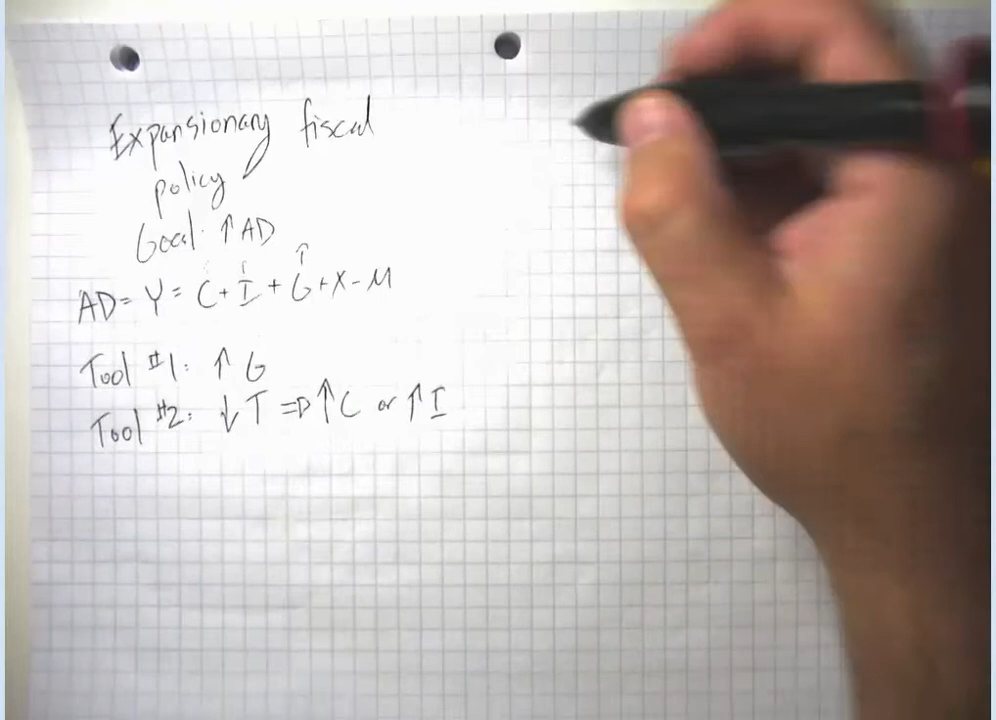 Expansionary fiscal
policy
Goal: ↑ AD
AD = Y = C + I + G + X - M
Tool #1: ↑ G
Tool #2: ↓ T ⇒ ↑ C or ↑ I